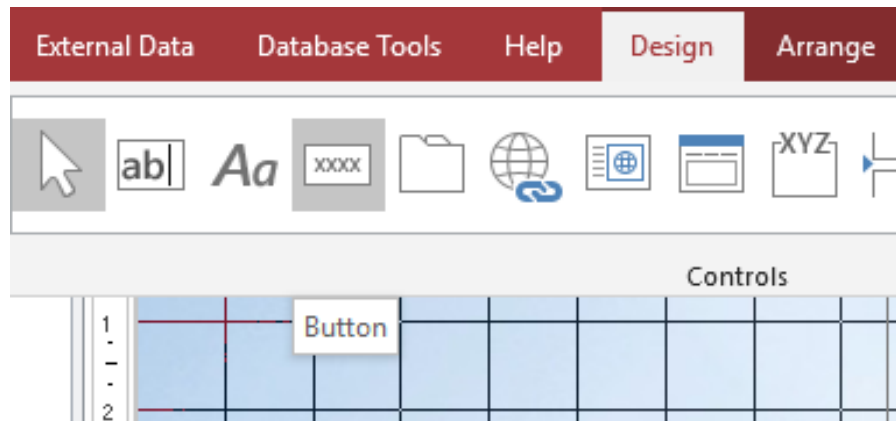 External Data Database Tools Help Design Arrange
ab Aa xxxx XYZ
Controls
1
Button
2